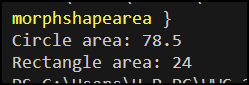 morphshapearea }
Circle area: 78.5
Rectangle area: 24